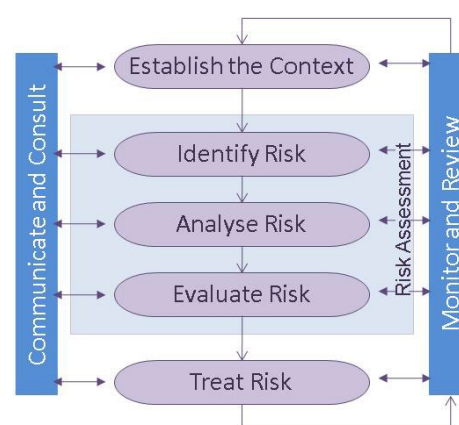 Establish the Context
Communicate and Consult
Identify Risk
Analyse Risk
Evaluate Risk
Risk Assessment
Monitor and Review
Treat Risk